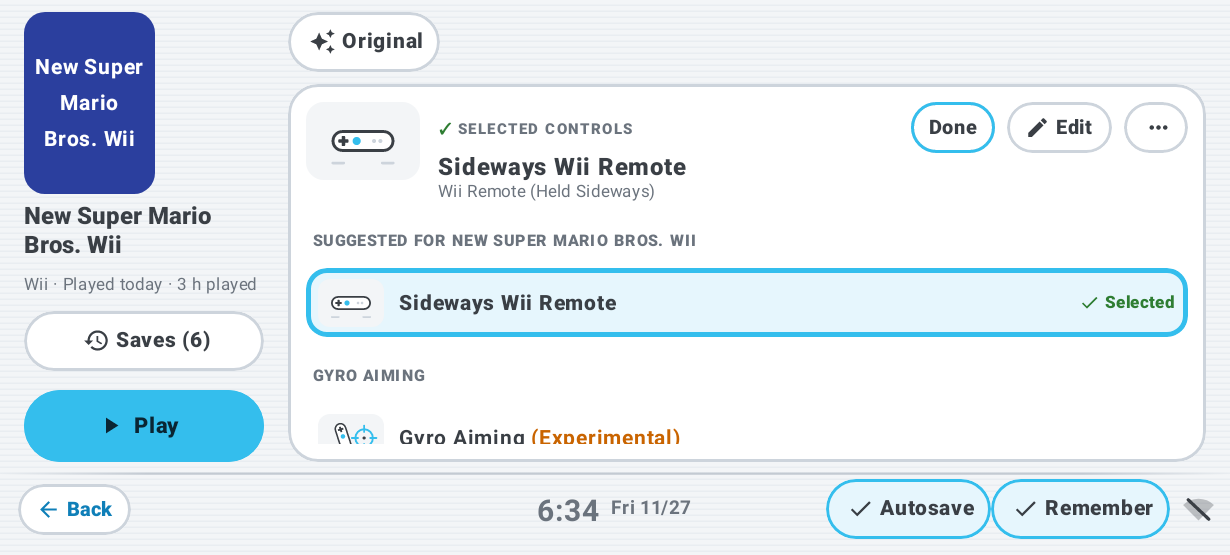 New Super
Mario
Bros. Wii
New Super Mario
Bros. Wii
Wii · Played today · 3 h played
Saves (6)
Play
Original
✓ SELECTED CONTROLS
Sideways Wii Remote
Wii Remote (Held Sideways)
Done
Edit
...
SUGGESTED FOR NEW SUPER MARIO BROS. WII
Sideways Wii Remote
Selected
GYRO AIMING
Gyro Aiming (Experimental)
Back
6:34 Fri 11/27
Autosave
Remember